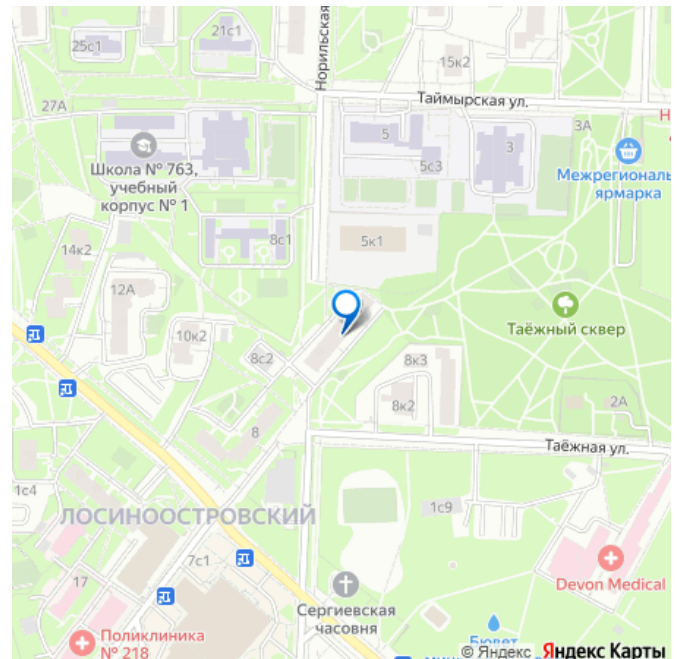 25с1
21с1
Норильская
15к2
Таймырская ул.
27А
5
5с3
3
3А
Н
Школа № 763,
учебный
корпус № 1
Межрегиональ
ярмарка
8с1
5к1
14к2
12А
Таёжный сквер
10к2
8с2
8к3
8к2
2А
8
Таёжная ул.
1с4
ЛОСИНООСТРОВСКИЙ
1с9
7с1
17
Devon Medical
Сергиевская
часовня
Поликлиника
№ 218
Бювет
© Яндекс Яндекс Карты